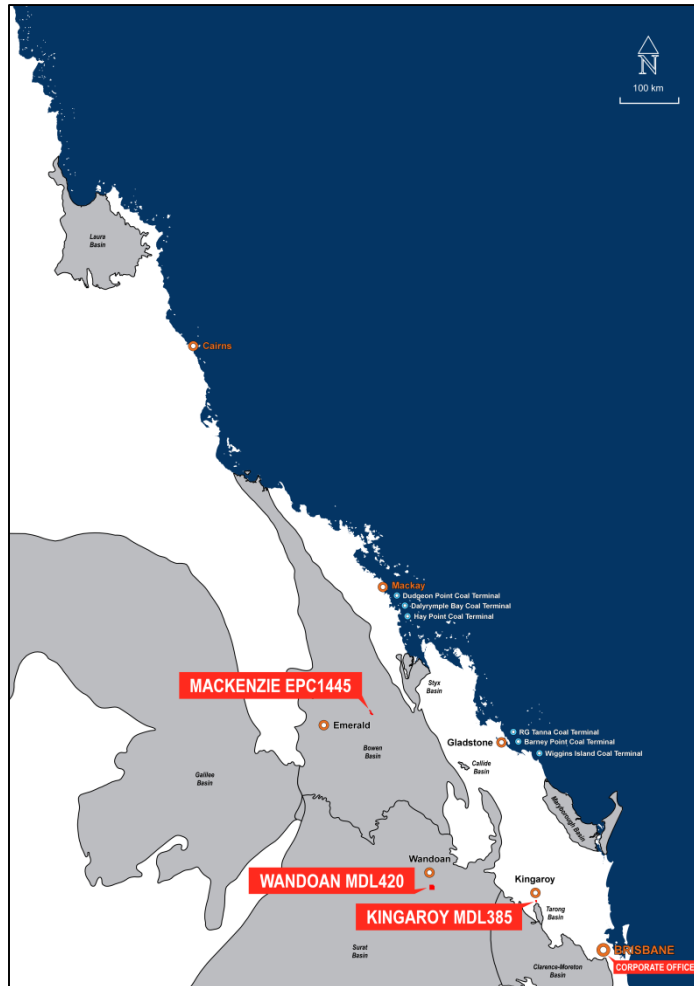 N
100 km
Laura
Basin
Cairns
Mackay
Dudgeon Point Coal Terminal
Dalyrymple Bay Coal Terminal
Hay Point Coal Terminal
Styx
Basin
MACKENZIE EPC1445
Emerald
Bowen
Basin
Gladstone
RG Tanna Coal Terminal
Barney Point Coal Terminal
Wiggins Island Coal Terminal
Callide
Basin
Galilee
Basin
Maryborough Basin
Wandoan
WANDOAN MDL420
Kingaroy
KINGAROY MDL385
Tarong
Basin
Surat
Basin
BRISBANE
CORPORATE OFFICE
Clarence-Moreton
Basin